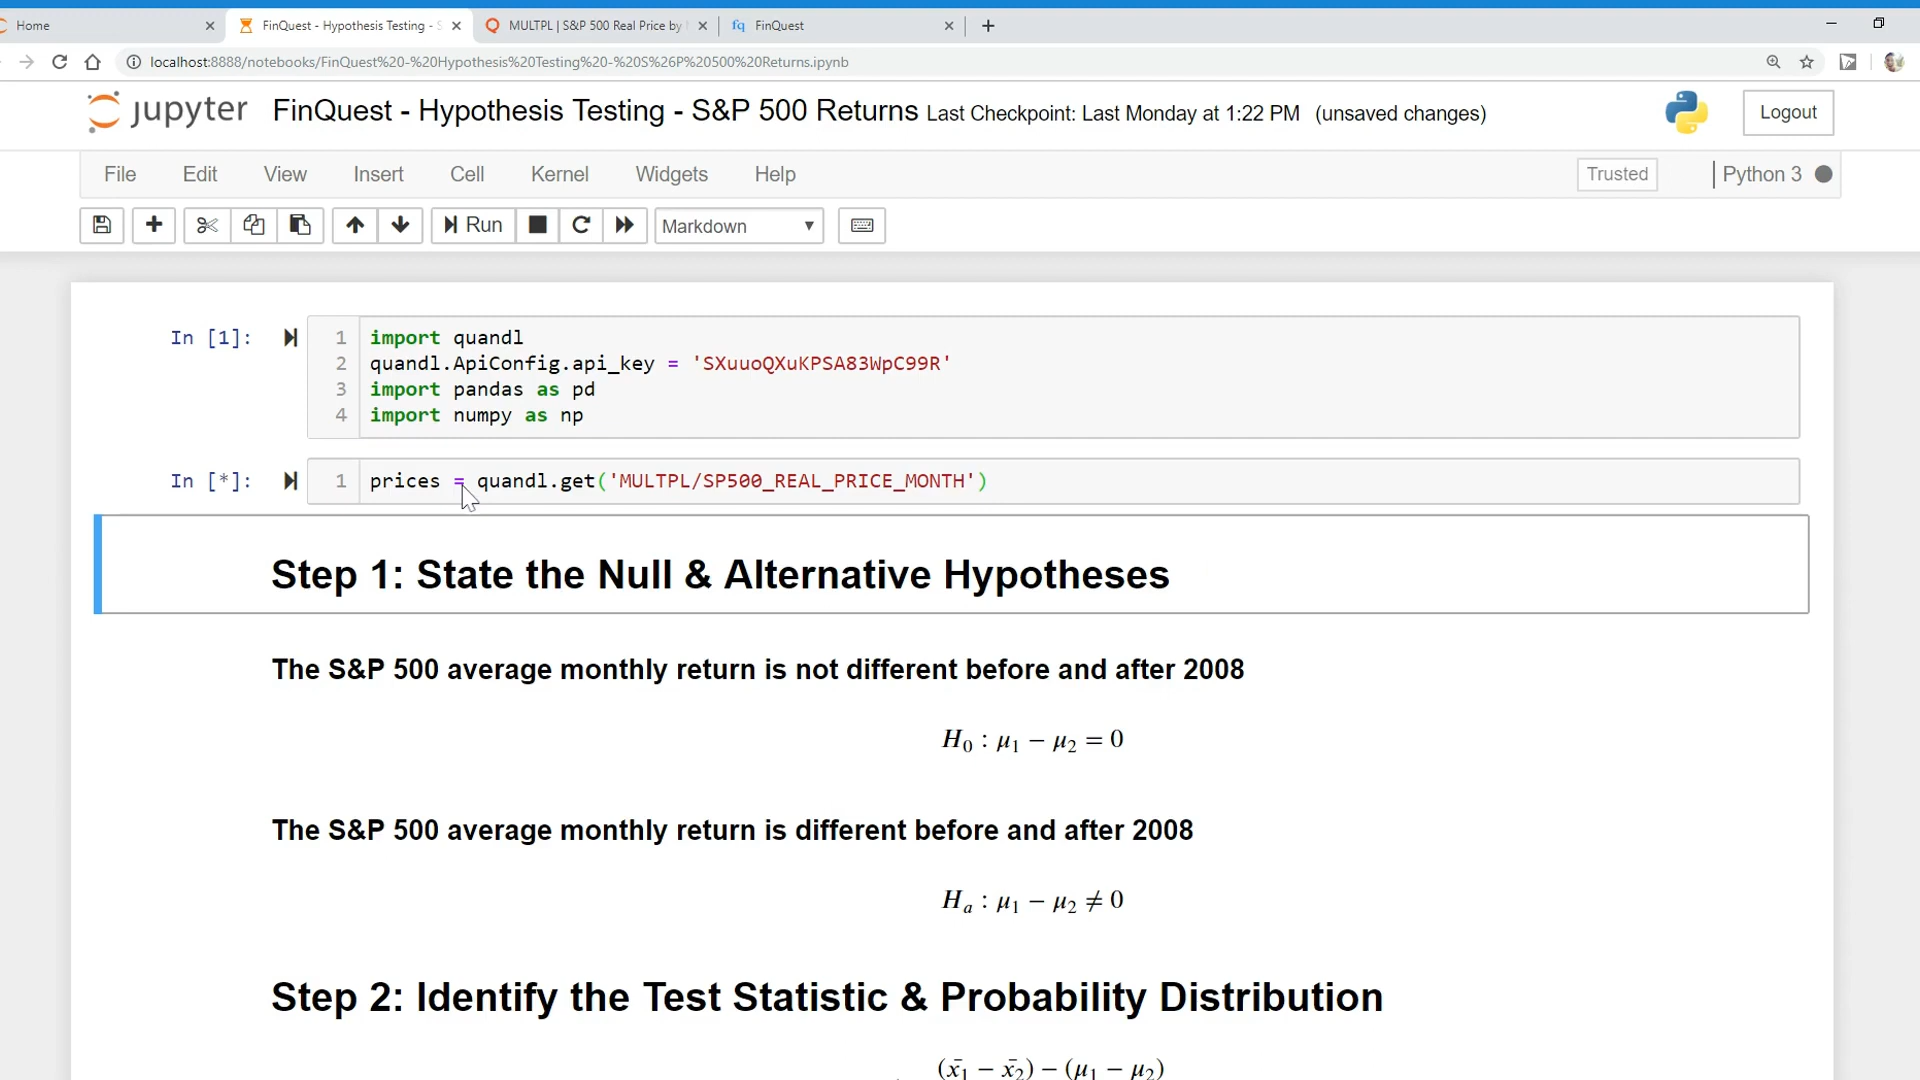 Home
FinQuest - Hypothesis Testing - S
MULTPL | S&P 500 Real Price by
fq FinQuest
localhost:8888/notebooks/FinQuest%20-%20Hypothesis%20Testing%20-%20S%26P%20500%20Returns.ipynb
jupyter FinQuest - Hypothesis Testing - S&P 500 Returns Last Checkpoint: Last Monday at 1:22 PM (unsaved changes)
Logout
File Edit View Insert Cell Kernel Widgets Help
Trusted
Python 3
Run
Markdown
In [1]:
1 import quandl
2 quandl.ApiConfig.api_key = 'SXuuoQXuKPSA83WpC99R'
3 import pandas as pd
4 import numpy as np
In [*]:
1 prices = quandl.get('MULTPL/SP500_REAL_PRICE_MONTH')
Step 1: State the Null & Alternative Hypotheses
The S&P 500 average monthly return is not different before and after 2008
H₀ : μ₁ − μ₂ = 0
The S&P 500 average monthly return is different before and after 2008
Hₐ : μ₁ − μ₂ ≠ 0
Step 2: Identify the Test Statistic & Probability Distribution
(x̄₁ − x̄₂) − (μ₁ − μ₂)